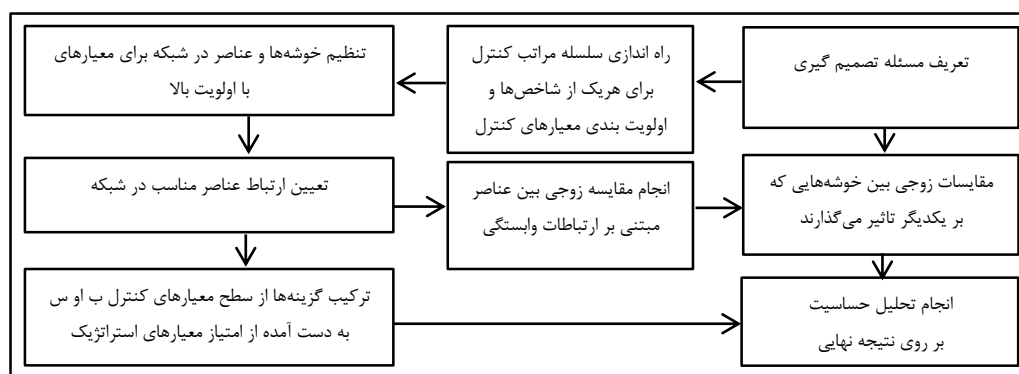 تعریف مسئله تصمیم گیری
راه اندازی سلسله مراتب کنترل
برای هریک از شاخص‌ها و
اولویت بندی معیارهای کنترل
تنظیم خوشه‌ها و عناصر در شبکه برای معیارهای
با اولویت بالا
مقایسات زوجی بین خوشه‌هایی که
بر یکدیگر تاثیر می‌گذارند
انجام مقایسه زوجی بین عناصر
مبتنی بر ارتباطات وابستگی
تعیین ارتباط عناصر مناسب در شبکه
انجام تحلیل حساسیت
بر روی نتیجه نهایی
ترکیب گزینه‌ها از سطح معیارهای کنترل ب او س
به دست آمده از امتیاز معیارهای استراتژیک